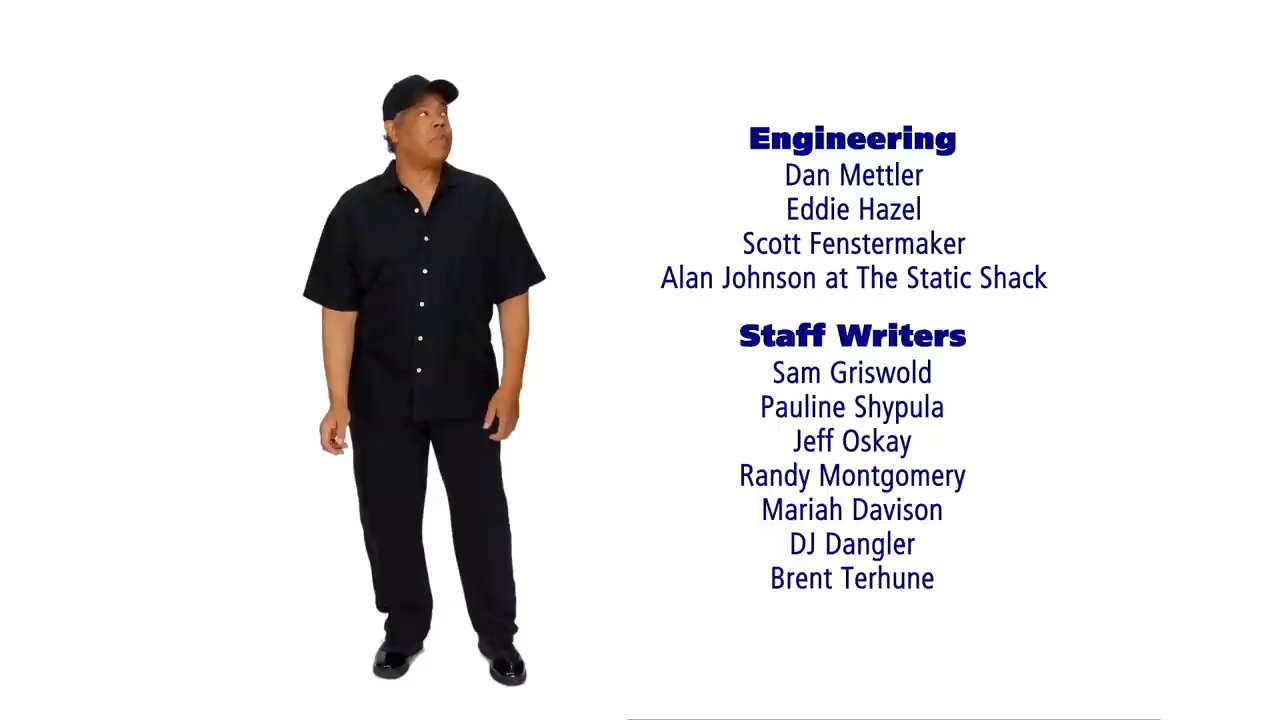 Engineering
Dan Mettler
Eddie Hazel
Scott Fenstermaker
Alan Johnson at The Static Shack
Staff Writers
Sam Griswold
Pauline Shypula
Jeff Oskay
Randy Montgomery
Mariah Davison
DJ Dangler
Brent Terhune